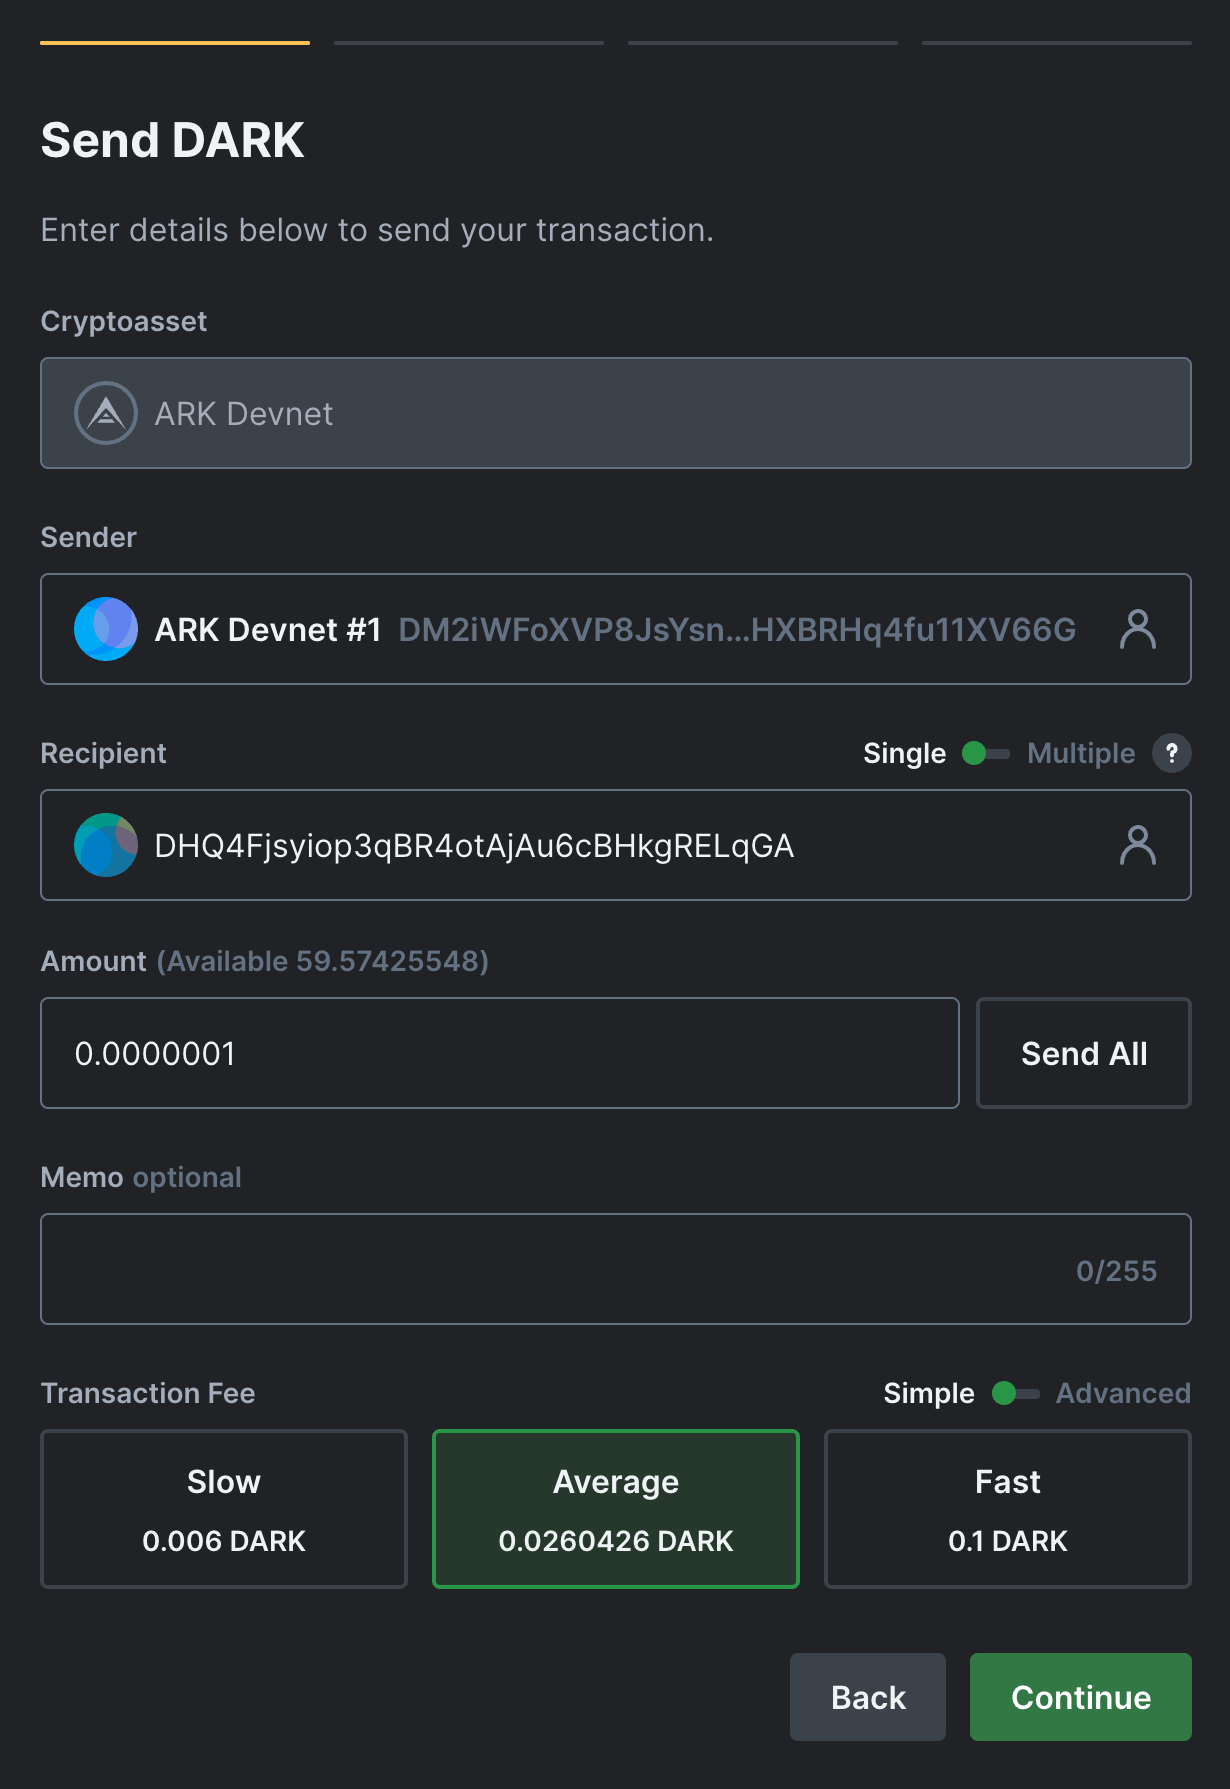 Send DARK
Enter details below to send your transaction.
Cryptoasset
ARK Devnet
Sender
ARK Devnet #1 DM2iWFoXVP8JsYsn...HXBRHq4fu11XV66G
Recipient Single Multiple ?
DHQ4Fjsyiop3qBR4otAjAu6cBHkgRELqGA
Amount (Available 59.57425548)
0.0000001 Send All
Memo optional
0/255
Transaction Fee Simple Advanced
Slow Average Fast
0.006 DARK 0.0260426 DARK 0.1 DARK
Back Continue